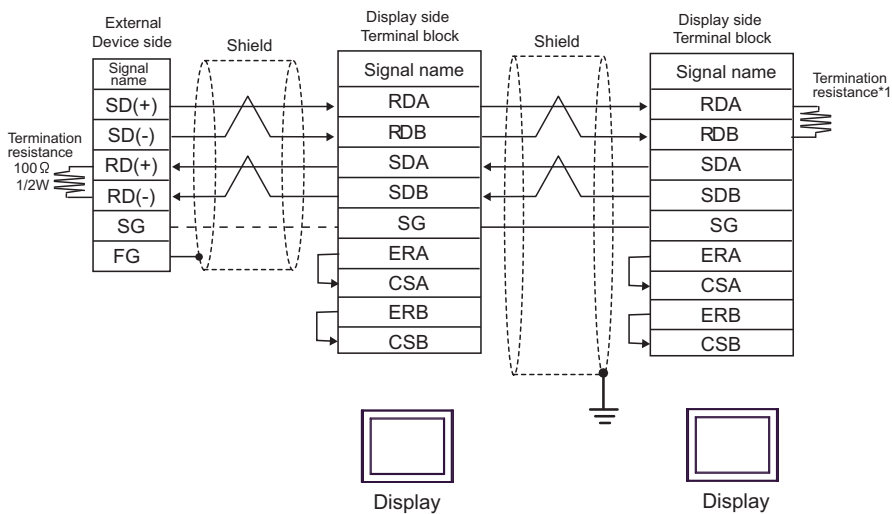 External
Device side
Signal
name
SD(+)
SD(-)
RD(+)
RD(-)
SG
FG
Termination
resistance
100Ω
1/2W
Shield
Display side
Terminal block
Signal name
RDA
RDB
SDA
SDB
SG
ERA
CSA
ERB
CSB
Shield
Display side
Terminal block
Signal name
RDA
RDB
SDA
SDB
SG
ERA
CSA
ERB
CSB
Termination
resistance*1
Display
Display